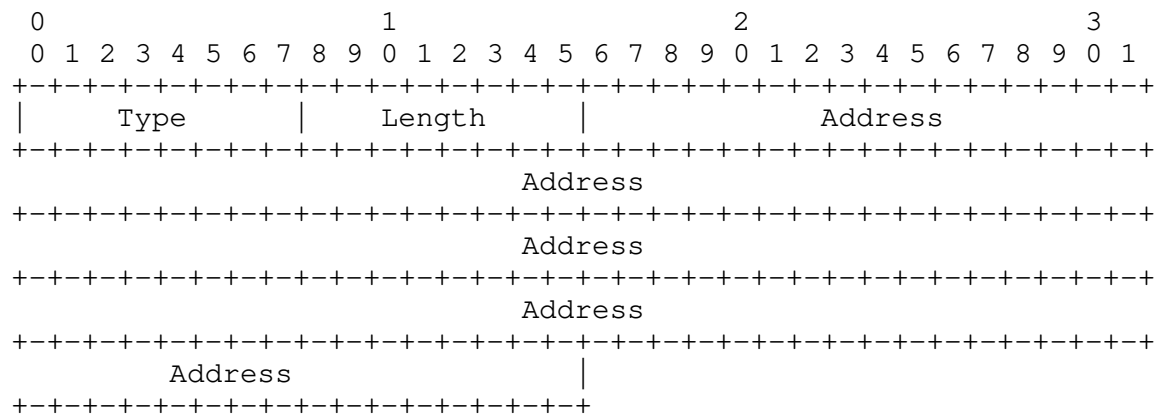 0                   1                   2                   3
 0 1 2 3 4 5 6 7 8 9 0 1 2 3 4 5 6 7 8 9 0 1 2 3 4 5 6 7 8 9 0 1
+-+-+-+-+-+-+-+-+-+-+-+-+-+-+-+-+-+-+-+-+-+-+-+-+-+-+-+-+-+-+-+-+
|     Type      |    Length     |             Address
+-+-+-+-+-+-+-+-+-+-+-+-+-+-+-+-+-+-+-+-+-+-+-+-+-+-+-+-+-+-+-+-+
                             Address
+-+-+-+-+-+-+-+-+-+-+-+-+-+-+-+-+-+-+-+-+-+-+-+-+-+-+-+-+-+-+-+-+
                             Address
+-+-+-+-+-+-+-+-+-+-+-+-+-+-+-+-+-+-+-+-+-+-+-+-+-+-+-+-+-+-+-+-+
                             Address
+-+-+-+-+-+-+-+-+-+-+-+-+-+-+-+-+-+-+-+-+-+-+-+-+-+-+-+-+-+-+-+-+
         Address                |
+-+-+-+-+-+-+-+-+-+-+-+-+-+-+-+-+